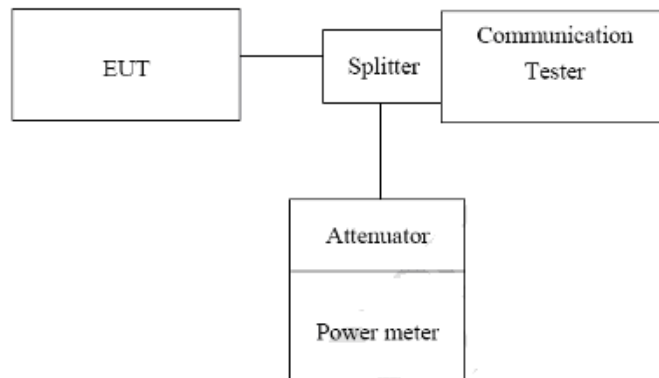 EUT
Splitter
Communication
Tester
Attenuator
Power meter